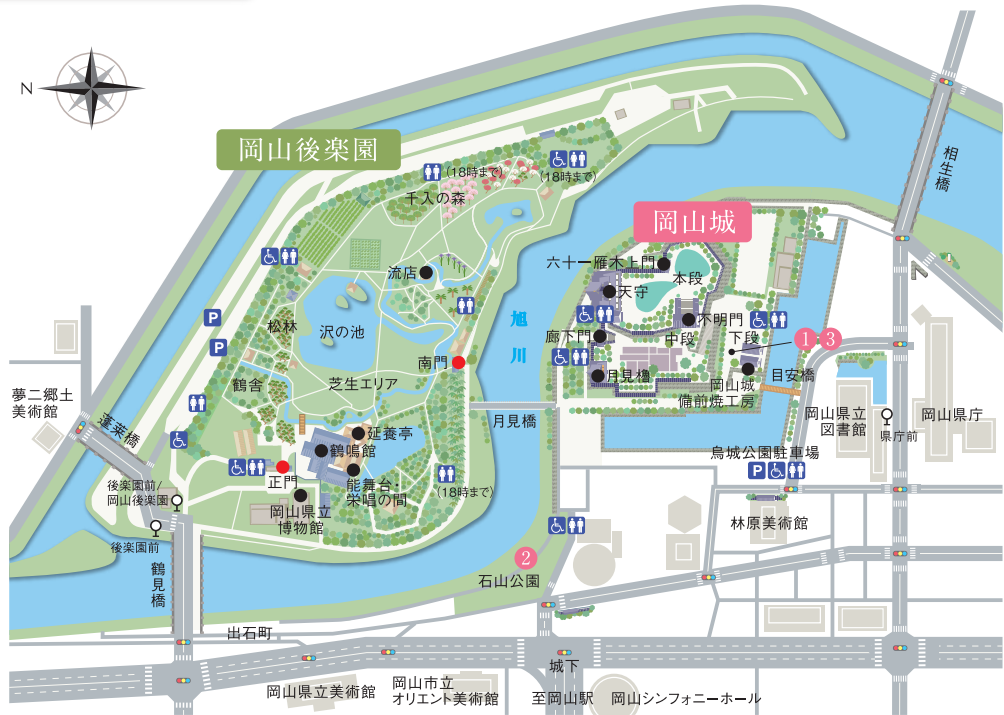 N
岡山後楽園
(18時まで)
(18時まで)
千入の森
相生橋
岡山城
六十一雁木上門
本段
流店
天守
旭川
P
松林
沢の池
不明門
廊下門
中段
下段
1 3
P
南門
鶴舎
芝生エリア
月見櫓
岡山城
備前焼工房
目安橋
夢二郷土
美術館
蓬莱橋
月見橋
岡山県立
図書館
岡山県庁
県庁前
延養亭
鶴鳴館
烏城公園駐車場
P
正門
能舞台・
栄唱の間
(18時まで)
後楽園前/
岡山後楽園
岡山県立
博物館
林原美術館
後楽園前
2
鶴見橋
石山公園
出石町
城下
岡山県立美術館
岡山市立
オリエント美術館
至岡山駅
岡山シンフォニーホール